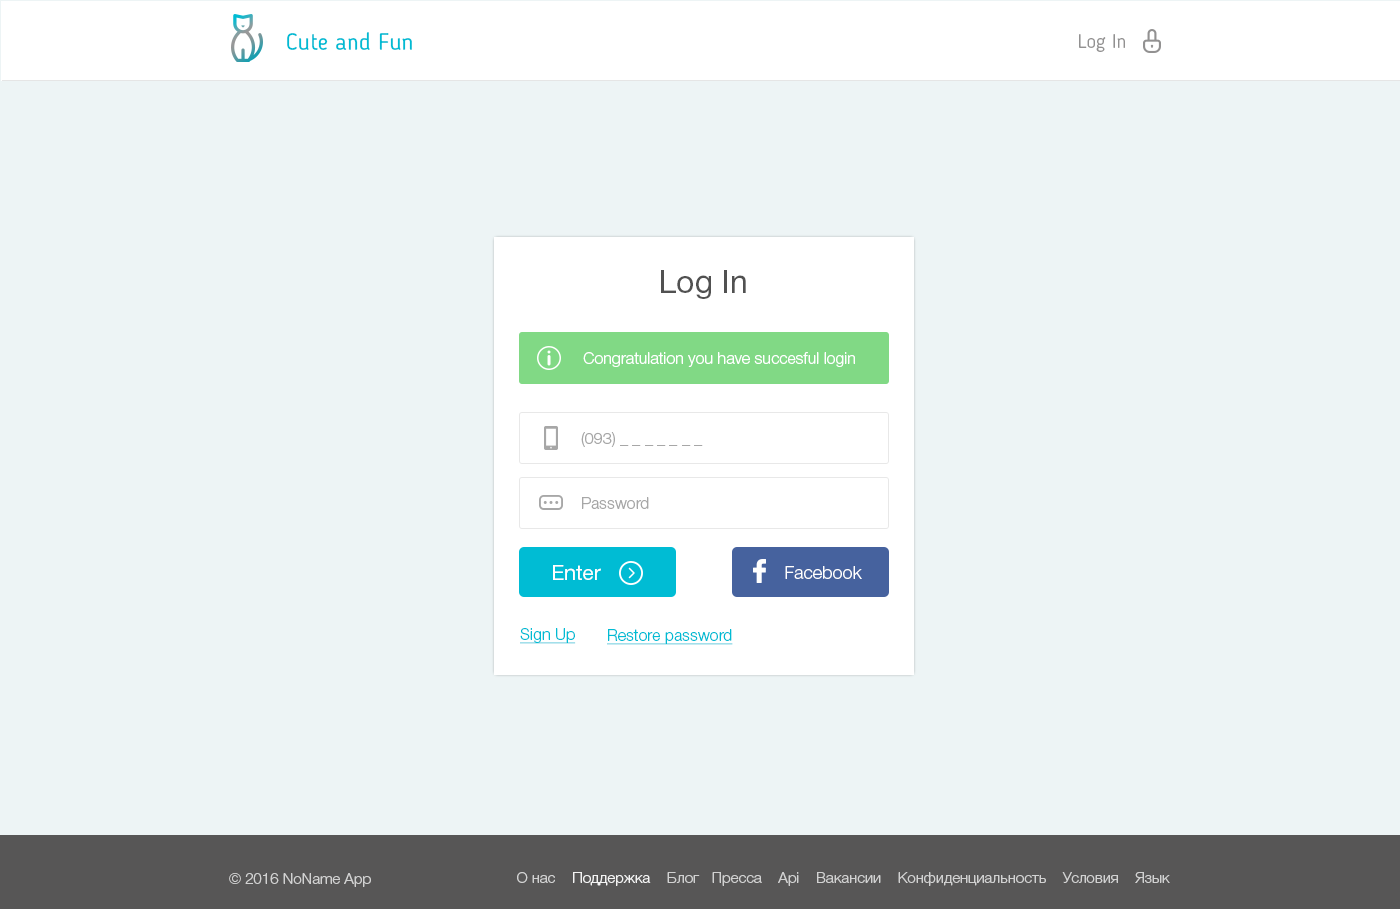 Cute and Fun
Log In
Log In
Congratulation you have succesful login
(093) _ _ _ _ _ _ _
Password
Enter
Facebook
Sign Up
Restore password
© 2016 NoName App
О нас Поддержка Блог Пресса Api Вакансии Конфиденциальность Условия Язык